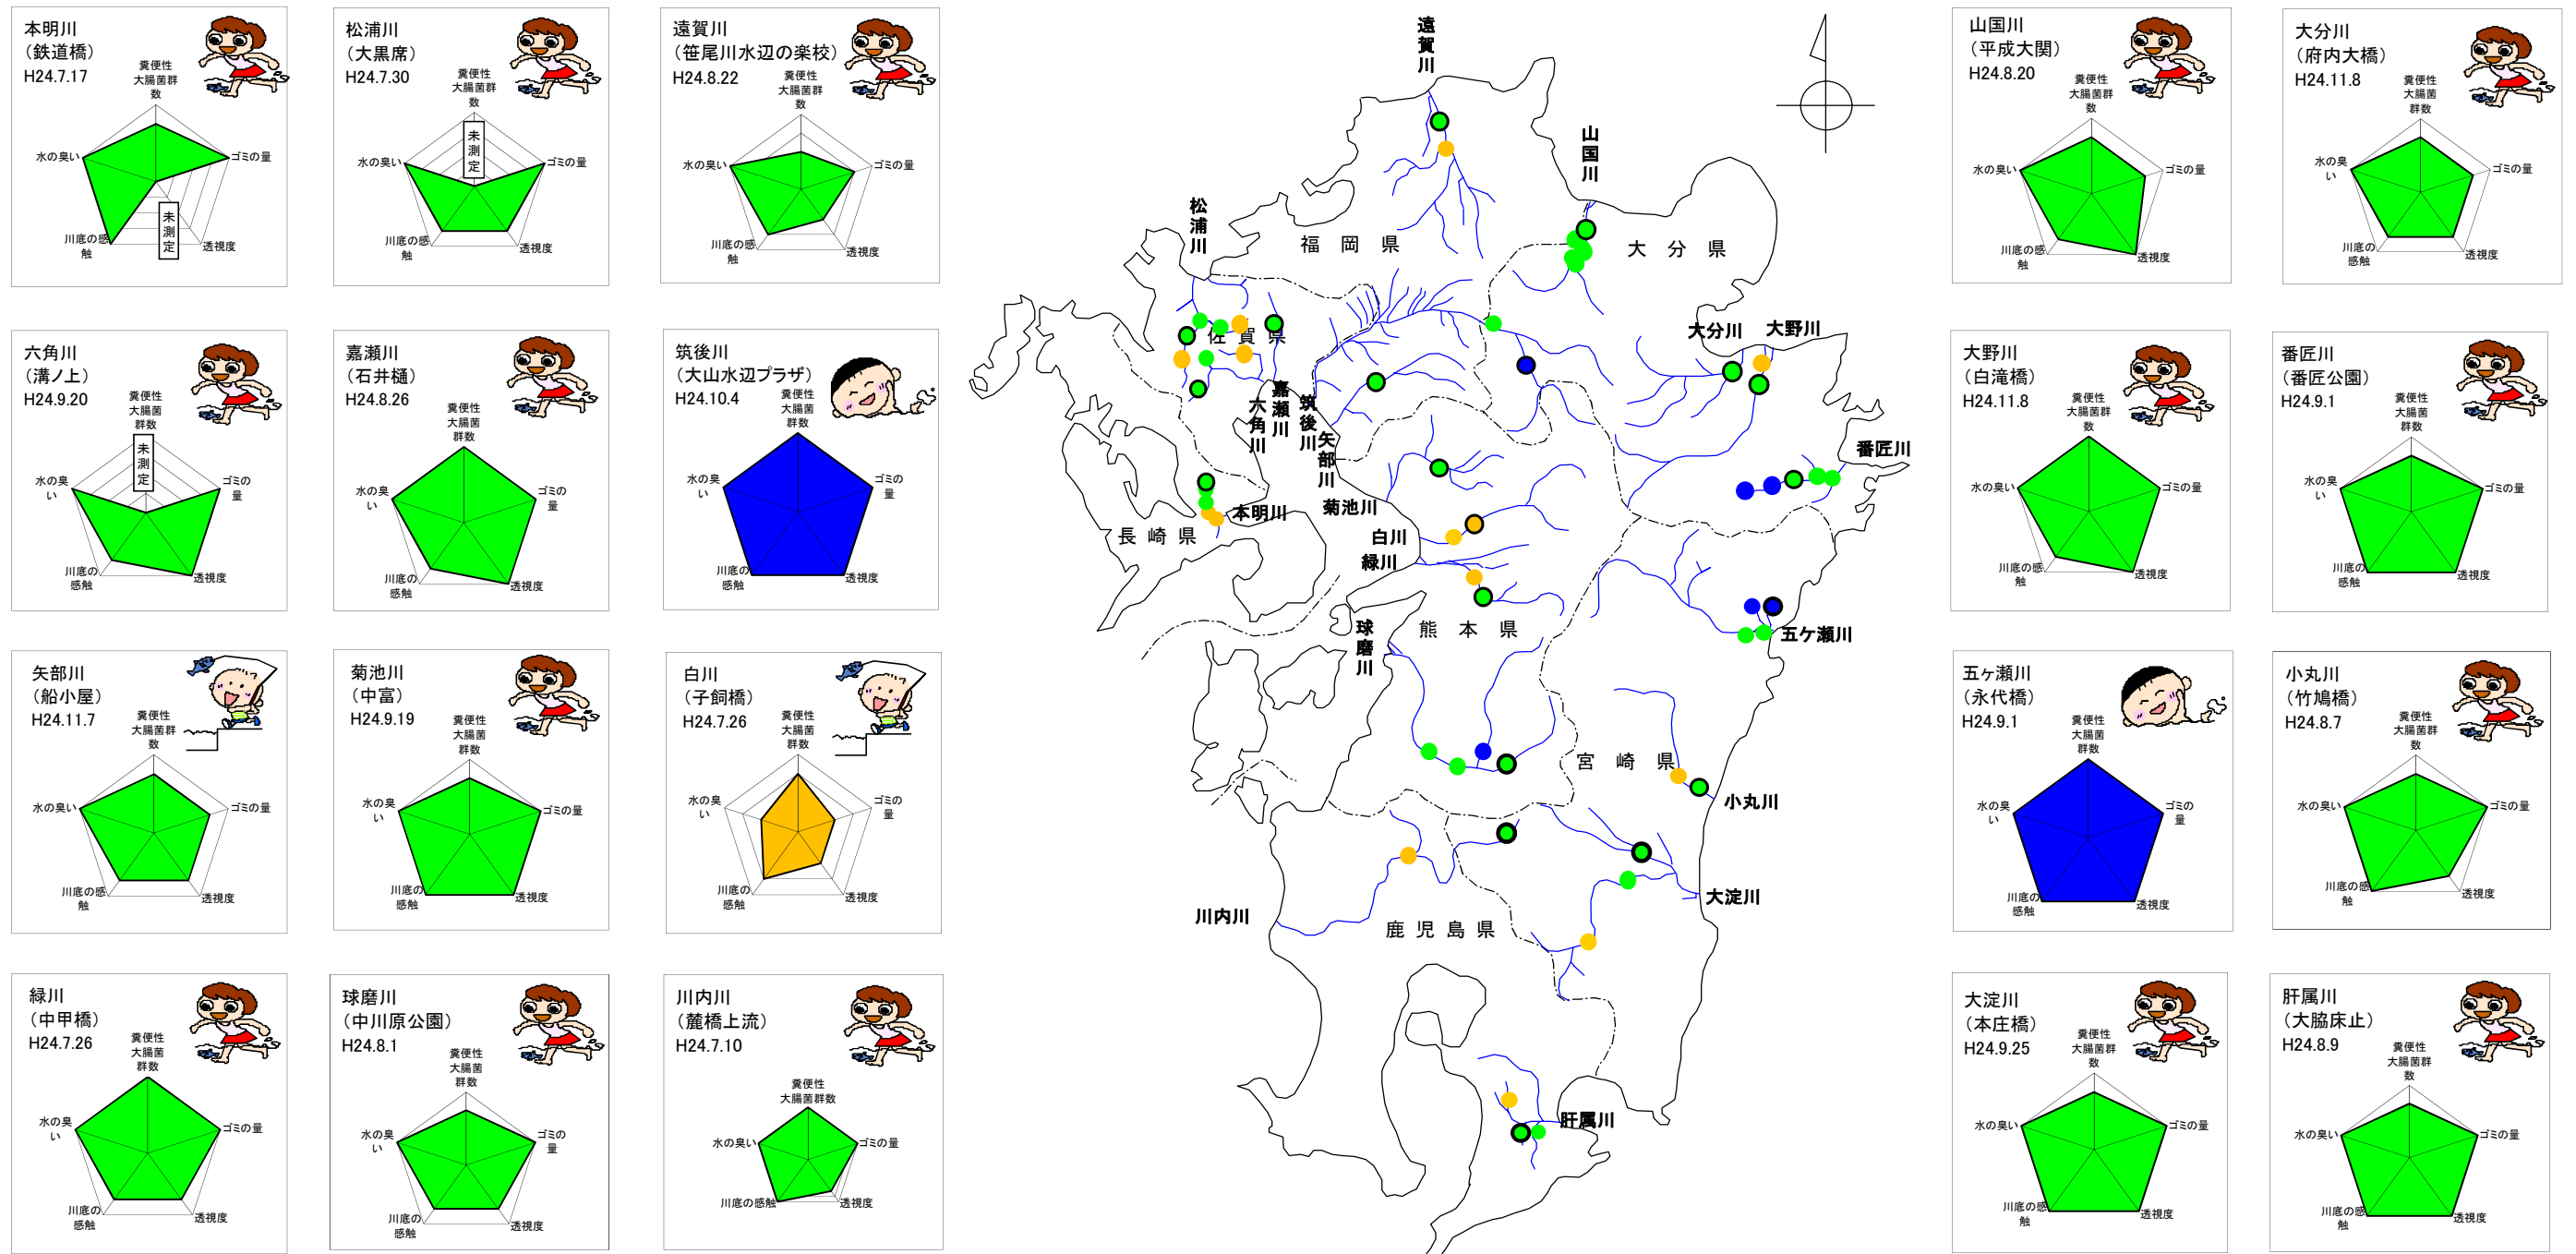 本明川
（鉄道橋）
H24.7.17
糞便性
大腸菌群
数
ゴミの量
透視度
川底の感
触
水の臭い
未
測
定
松浦川
（大黒席）
H24.7.30
糞便性
大腸菌群
数
ゴミの量
透視度
川底の感
触
水の臭い
未
測
定
遠賀川
（笹尾川水辺の楽校）
H24.8.22
糞便性
大腸菌群
数
ゴミの量
透視度
川底の感
触
水の臭い
六角川
（溝ノ上）
H24.9.20
糞便性
大腸菌
群数
ゴミの
量
透視度
川底の
感触
水の臭
い
未
測
定
嘉瀬川
（石井樋）
H24.8.26
糞便性
大腸菌
群数
ゴミの
量
透視度
川底の
感触
水の臭
い
筑後川
（大山水辺プラザ）
H24.10.4
糞便性
大腸菌
群数
ゴミの
量
透視度
川底の
感触
水の臭
い
矢部川
（船小屋）
H24.11.7
糞便性
大腸菌群
数
ゴミの量
透視度
川底の感
触
水の臭い
菊池川
（中富）
H24.9.19
糞便性
大腸菌
群数
ゴミの量
透視度
川底の
感触
水の臭
い
白川
（子飼橋）
H24.7.26
糞便性
大腸菌
群数
ゴミの
量
透視度
川底の
感触
水の臭
い
緑川
（中甲橋）
H24.7.26
糞便性
大腸菌
群数
ゴミの量
透視度
川底の
感触
水の臭
い
球磨川
（中川原公園）
H24.8.1
糞便性
大腸菌
群数
ゴミの
量
透視度
川底の
感触
水の臭
い
川内川
（麓橋上流）
H24.7.10
糞便性
大腸菌群数
ゴミの量
透視度
川底の感触
水の臭い
遠賀川
山国川
松浦川
福岡県
大分県
佐賀県
大分川
大野川
嘉瀬川
六角川
筑後川
矢部川
番匠川
菊池川
本明川
長崎県
白川
緑川
球磨川
熊本県
五ケ瀬川
宮崎県
小丸川
大淀川
川内川
鹿児島県
肝属川
山国川
（平成大関）
H24.8.20
糞便性
大腸菌群
数
ゴミの量
透視度
川底の感
触
水の臭い
大分川
（府内大橋）
H24.11.8
糞便性
大腸菌
群数
ゴミの量
透視度
川底の
感触
水の臭
い
大野川
（白滝橋）
H24.11.8
糞便性
大腸菌群
数
ゴミの量
透視度
川底の感
触
水の臭い
番匠川
（番匠公園）
H24.9.1
糞便性
大腸菌
群数
ゴミの量
透視度
川底の
感触
水の臭
い
五ヶ瀬川
（永代橋）
H24.9.1
糞便性
大腸菌
群数
ゴミの
量
透視度
川底の
感触
水の臭
い
小丸川
（竹鳩橋）
H24.8.7
糞便性
大腸菌群
数
ゴミの量
透視度
川底の感
触
水の臭い
大淀川
（本庄橋）
H24.9.25
糞便性
大腸菌群
数
ゴミの量
透視度
川底の感
触
水の臭い
肝属川
（大脇床止）
H24.8.9
糞便性
大腸菌群
数
ゴミの量
透視度
川底の感
触
水の臭い